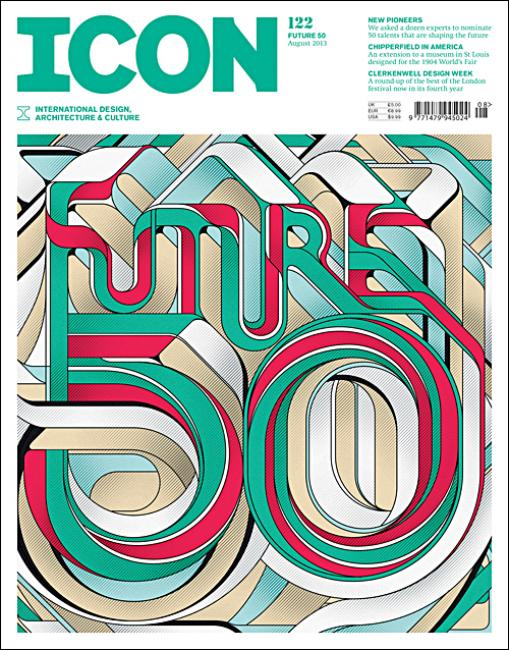 ICON
122
FUTURE 50
August 2013
NEW PIONEERS
We asked a dozen experts to nominate
50 talents that are shaping the future
CHIPPERFIELD IN AMERICA
An extension to a museum in St Louis
designed for the 1904 World's Fair
CLERKENWELL DESIGN WEEK
A round-up of the best of the London
festival now in its fourth year
INTERNATIONAL DESIGN,
ARCHITECTURE & CULTURE
UK £5.00
EUR €8.99
USA $9.99
08>
9 771479 945024
FUTURE
50